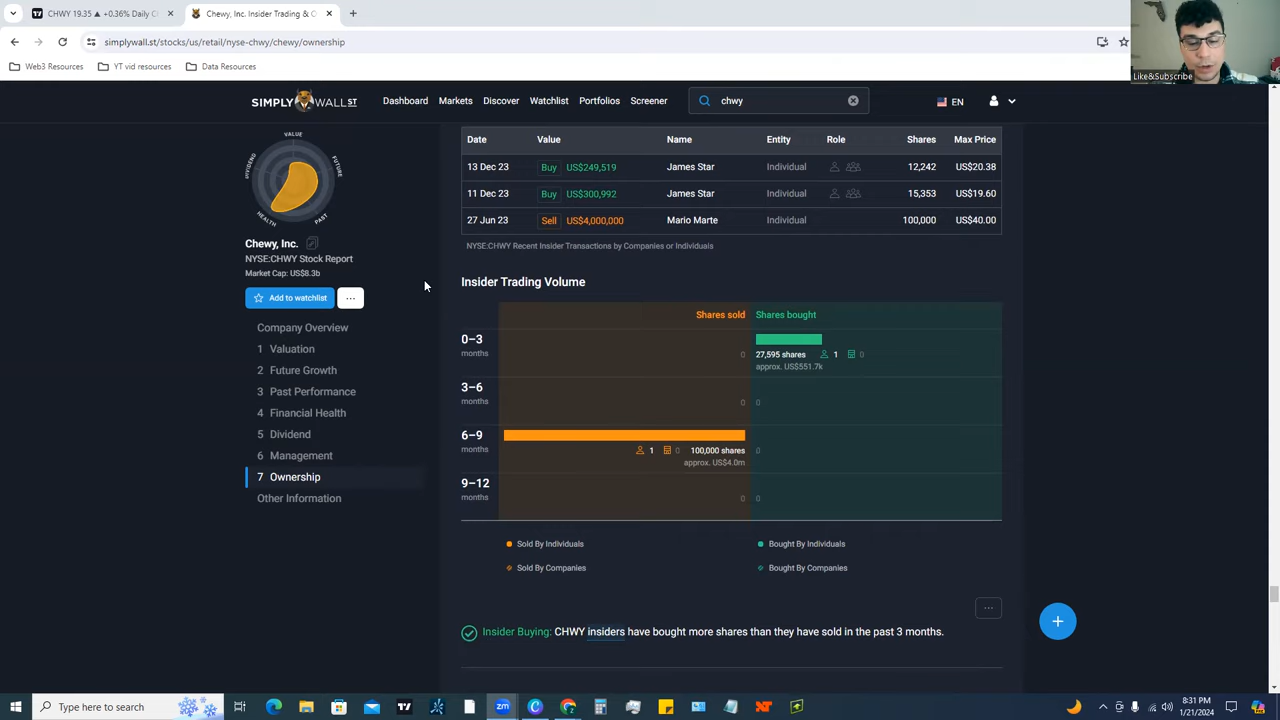 CHWY 19.35 ▲ +0.36% Daily C
Chewy, Inc. Insider Trading & O
simplywall.st/stocks/us/retail/nyse-chwy/chewy/ownership
Like&Subscribe
Web3 Resources
YT vid resources
Data Resources
SIMPLY WALL ST
Dashboard
Markets
Discover
Watchlist
Portfolios
Screener
chwy
EN
VALUE
FUTURE
PAST
HEALTH
DIVIDEND
Chewy, Inc.
NYSE:CHWY Stock Report
Market Cap: US$8.3b
Add to watchlist
...
Company Overview
1 Valuation
2 Future Growth
3 Past Performance
4 Financial Health
5 Dividend
6 Management
7 Ownership
Other Information
Date Value Name Entity Role Shares Max Price
13 Dec 23 Buy US$249,519 James Star Individual 12,242 US$20.38
11 Dec 23 Buy US$300,992 James Star Individual 15,353 US$19.60
27 Jun 23 Sell US$4,000,000 Mario Marte Individual 100,000 US$40.00
NYSE:CHWY Recent Insider Transactions by Companies or Individuals
Insider Trading Volume
Shares sold Shares bought
0–3
months
0
27,595 shares 1 0
approx. US$551.7k
3–6
months
0 0
6–9
months
1 0 100,000 shares 0
approx. US$4.0m
9–12
months
0 0
Sold By Individuals Bought By Individuals
Sold By Companies Bought By Companies
...
Insider Buying: CHWY insiders have bought more shares than they have sold in the past 3 months.
+
Type here to search
8:31 PM
1/21/2024